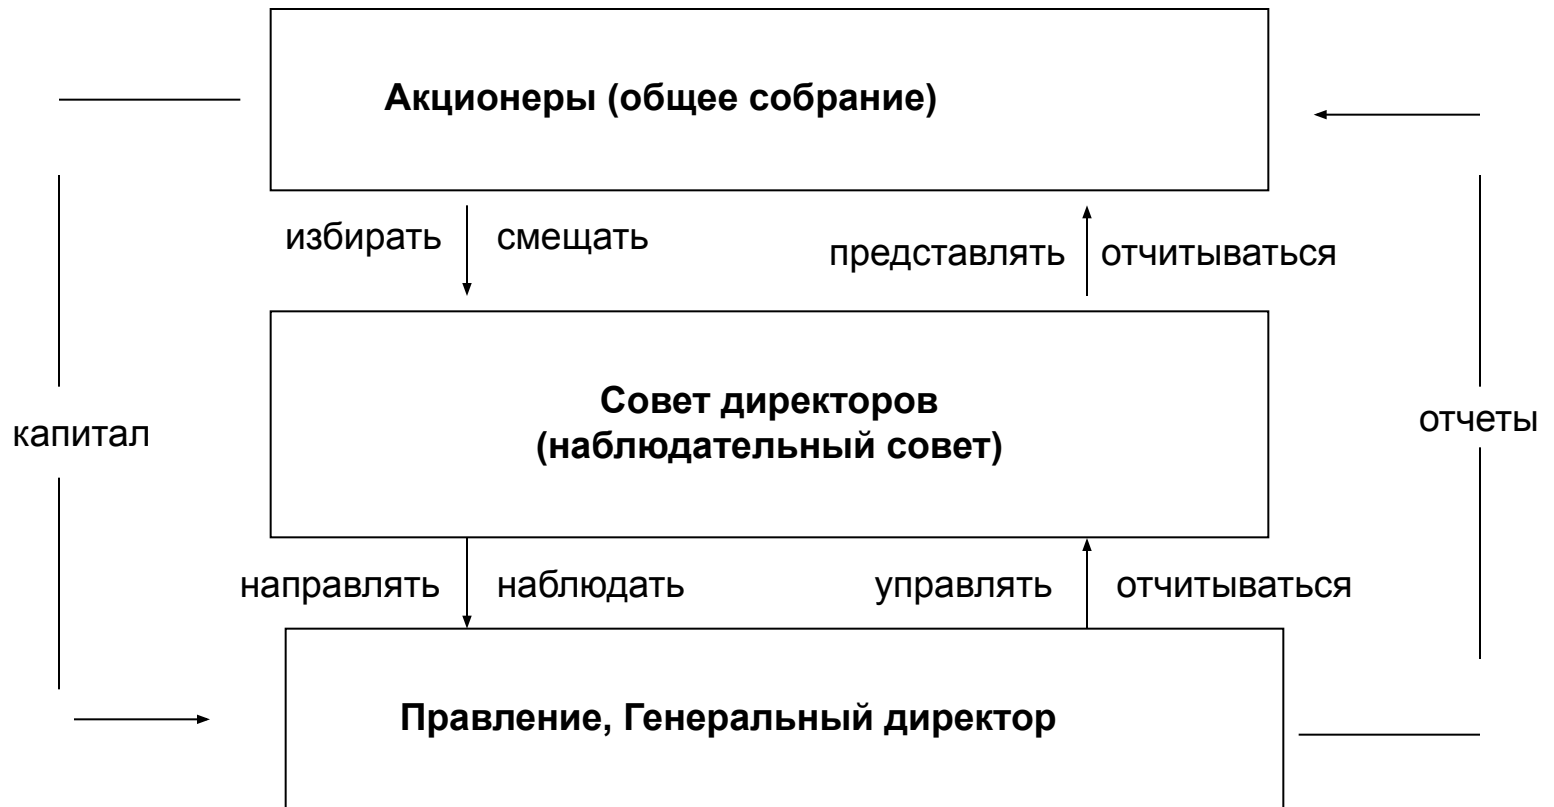 Акционеры (общее собрание)
избирать смещать
представлять отчитываться
Совет директоров
(наблюдательный совет)
капитал
отчеты
направлять наблюдать
управлять отчитываться
Правление, Генеральный директор